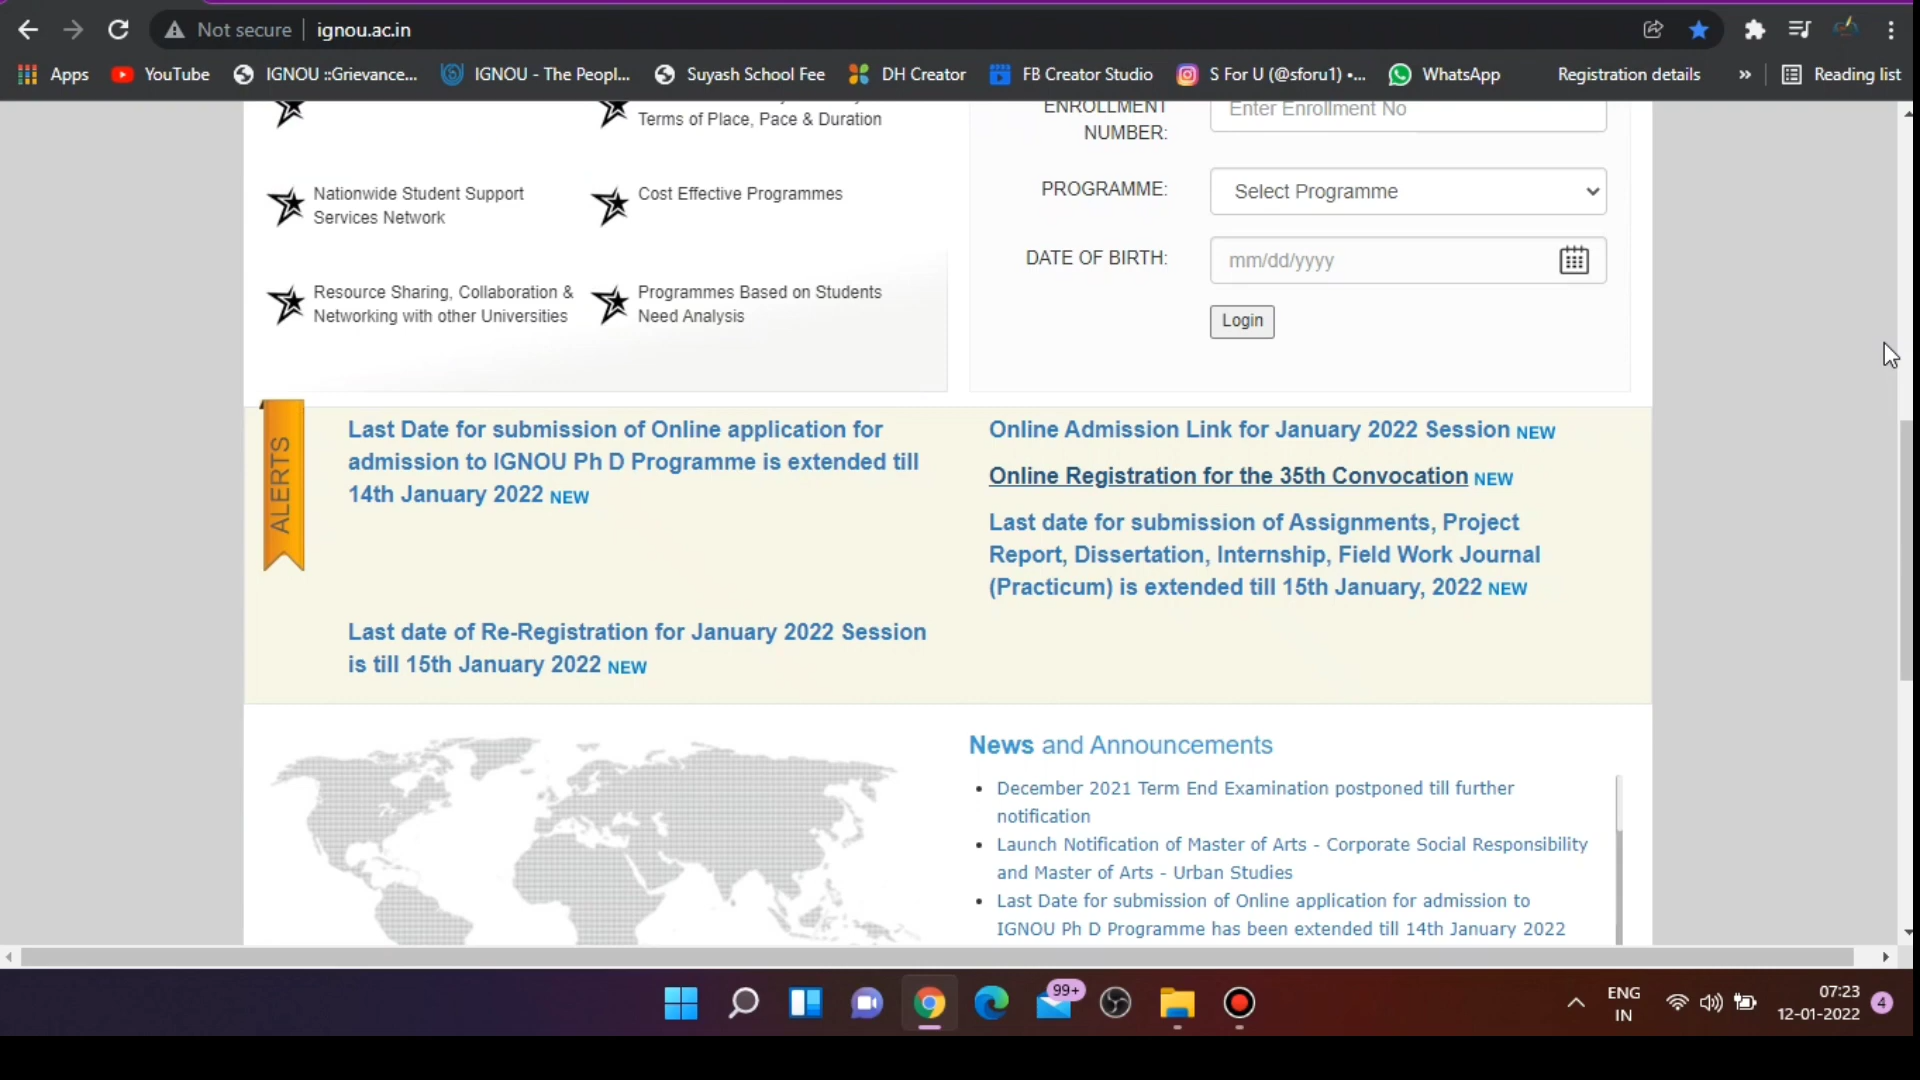 Not secure
ignou.ac.in
Apps
YouTube
IGNOU ::Grievance...
IGNOU - The Peopl...
Suyash School Fee
DH Creator
FB Creator Studio
S For U (@sforu1) •...
WhatsApp
Registration details
»
Reading list
Terms of Place, Pace & Duration
Nationwide Student Support
Services Network
Cost Effective Programmes
Resource Sharing, Collaboration &
Networking with other Universities
Programmes Based on Students
Need Analysis
ENROLLMENT
NUMBER:
Enter Enrollment No
PROGRAMME:
Select Programme
DATE OF BIRTH:
mm/dd/yyyy
Login
ALERTS
Last Date for submission of Online application for
admission to IGNOU Ph D Programme is extended till
14th January 2022 NEW
Last date of Re-Registration for January 2022 Session
is till 15th January 2022 NEW
Online Admission Link for January 2022 Session NEW
Online Registration for the 35th Convocation NEW
Last date for submission of Assignments, Project
Report, Dissertation, Internship, Field Work Journal
(Practicum) is extended till 15th January, 2022 NEW
News and Announcements
December 2021 Term End Examination postponed till further
notification
Launch Notification of Master of Arts - Corporate Social Responsibility
and Master of Arts - Urban Studies
Last Date for submission of Online application for admission to
IGNOU Ph D Programme has been extended till 14th January 2022
99+
ENG
IN
07:23
12-01-2022
4